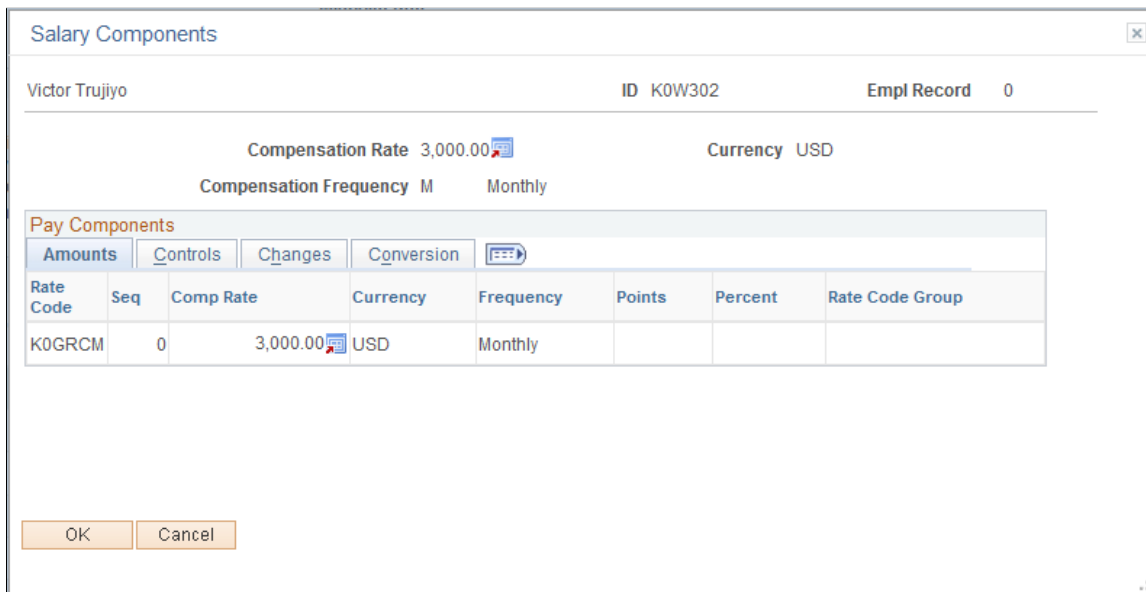 Salary Components
Victor Trujiyo ID K0W302 Empl Record 0
Compensation Rate 3,000.00 Currency USD
Compensation Frequency M Monthly
Pay Components
Amounts Controls Changes Conversion
Rate Code Seq Comp Rate Currency Frequency Points Percent Rate Code Group
K0GRCM 0 3,000.00 USD Monthly
OK Cancel